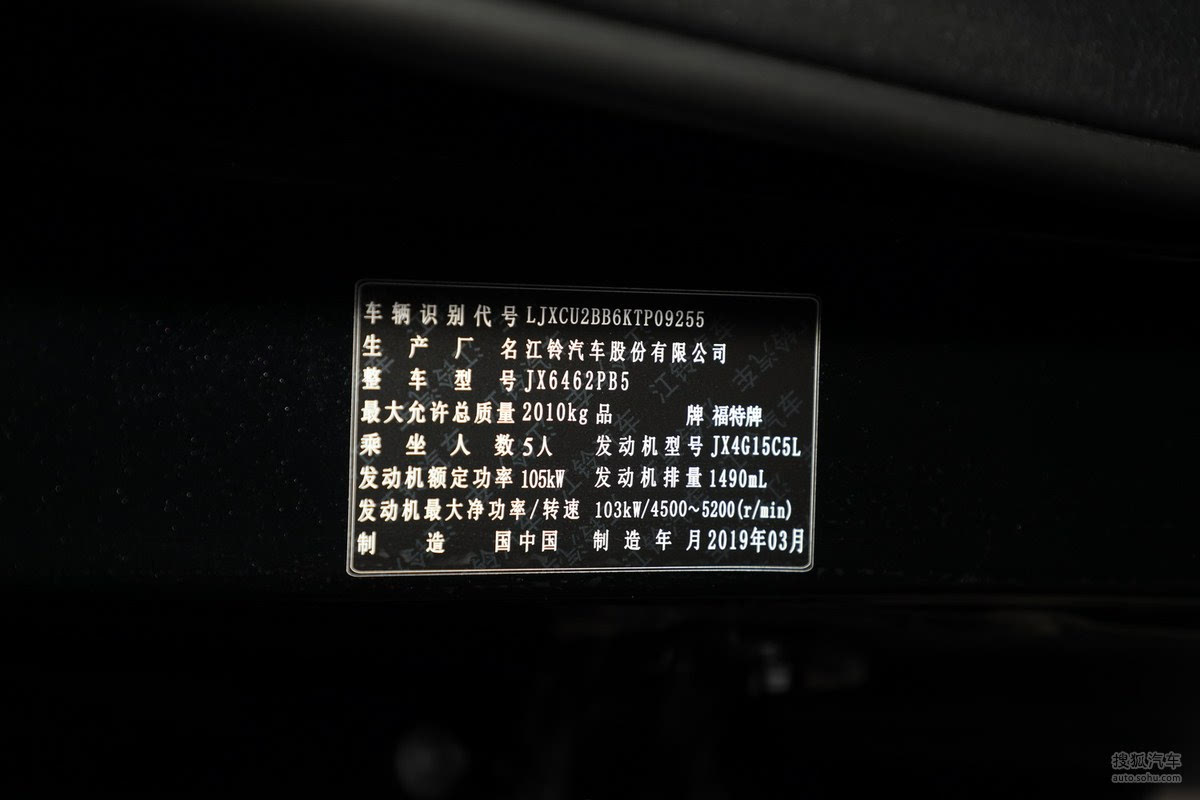 车辆识别代号 LJXCU2BB6KTP09255
生产厂名 江铃汽车股份有限公司
整车型号 JX6462PB5
最大允许总质量 2010kg 品牌 福特牌
乘坐人数 5人 发动机型号 JX4G15C5L
发动机额定功率 105kW 发动机排量 1490mL
发动机最大净功率/转速 103kW/4500~5200(r/min)
制造国 中国 制造年月 2019年03月
搜狐汽车
auto.sohu.com